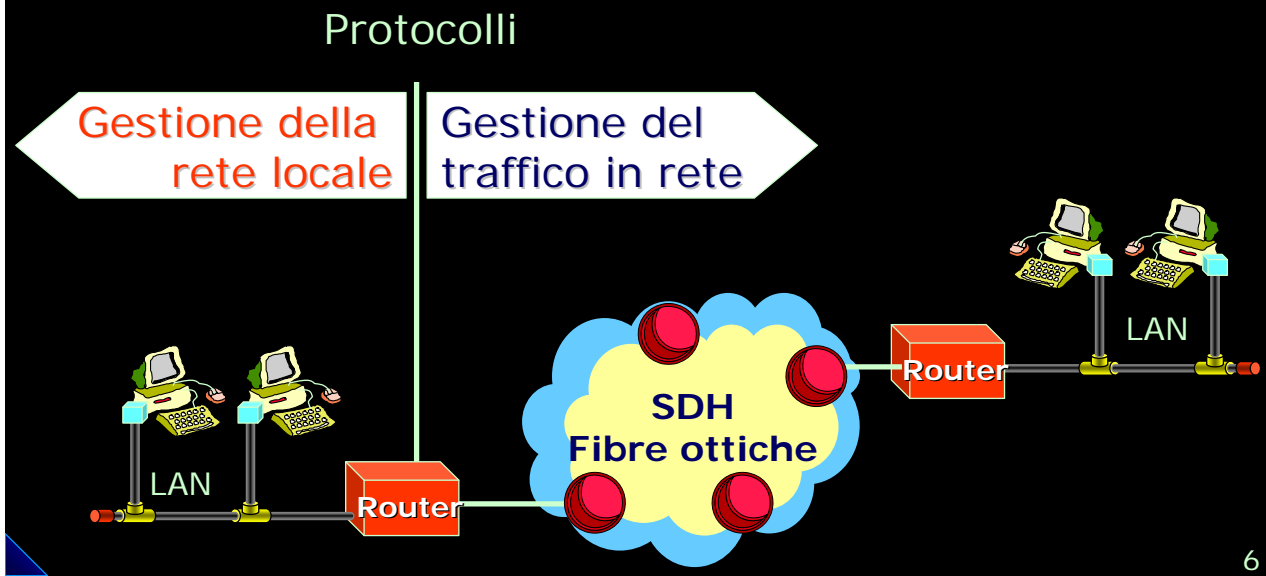 Protocolli
Gestione della
rete locale
Gestione del
traffico in rete
LAN
Router
SDH
Fibre ottiche
LAN
Router
6